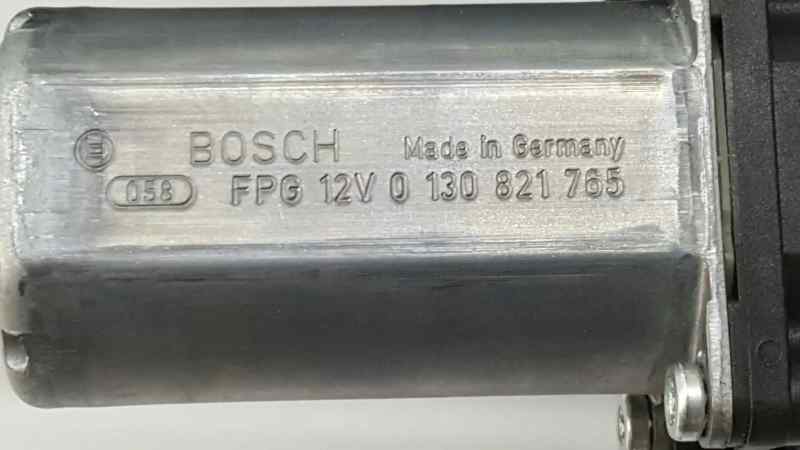 BOSCH Made in Germany
058 FPG 12V 0 130 821 765